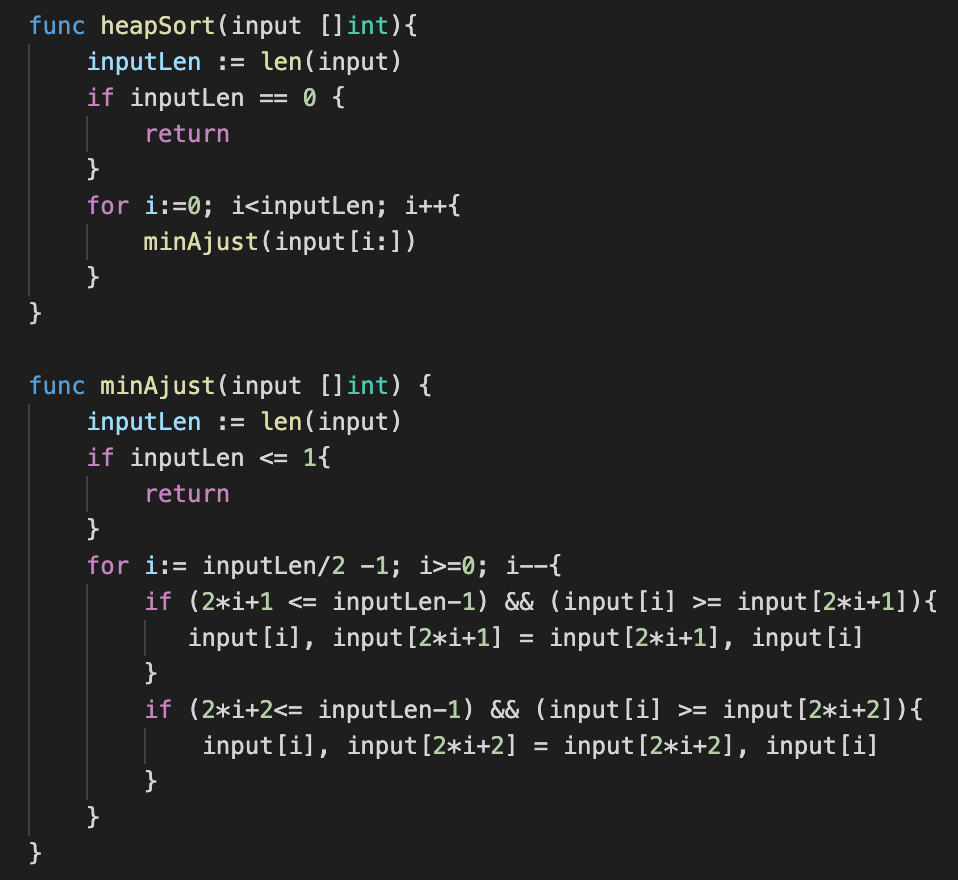 func heapSort(input []int){
    inputLen := len(input)
    if inputLen == 0 {
        return
    }
    for i:=0; i<inputLen; i++{
        minAjust(input[i:])
    }
}

func minAjust(input []int) {
    inputLen := len(input)
    if inputLen <= 1{
        return
    }
    for i:= inputLen/2 -1; i>=0; i--{
        if (2*i+1 <= inputLen-1) && (input[i] >= input[2*i+1]){
           input[i], input[2*i+1] = input[2*i+1], input[i]
        }
        if (2*i+2<= inputLen-1) && (input[i] >= input[2*i+2]){
            input[i], input[2*i+2] = input[2*i+2], input[i]
        }
    }
}